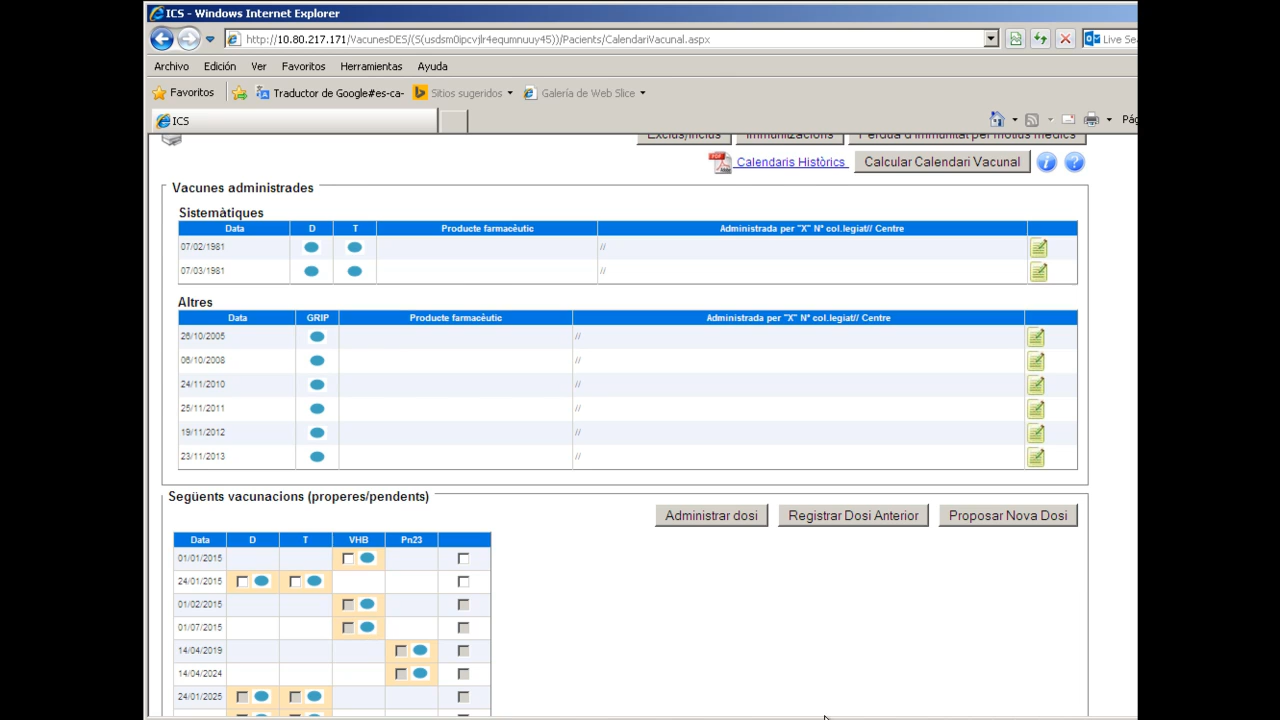 ICS - Windows Internet Explorer
http://10.80.217.171/VacunesDES/(S(usdsm0ipcvjlr4equmnuuy45))/Pacients/CalendariVacunal.aspx
Live Se
Archivo Edición Ver Favoritos Herramientas Ayuda
Favoritos Traductor de Google#es-ca- Sitios sugeridos Galería de Web Slice
ICS Pág
Exclus/Inclus Immunitzacions Pèrdua d'immunitat per motius mèdics
Calendaris Històrics Calcular Calendari Vacunal
Vacunes administrades
Sistemàtiques
Data D T Producte farmacèutic Administrada per "X" Nº col.legiat// Centre
07/02/1981 //
07/03/1981 //
Altres
Data GRIP Producte farmacèutic Administrada per "X" Nº col.legiat// Centre
26/10/2005 //
06/10/2008 //
24/11/2010 //
25/11/2011 //
19/11/2012 //
23/11/2013 //
Següents vacunacions (properes/pendents)
Administrar dosi Registrar Dosi Anterior Proposar Nova Dosi
Data D T VHB Pn23
01/01/2015
24/01/2015
01/02/2015
01/07/2015
14/04/2019
14/04/2024
24/01/2025